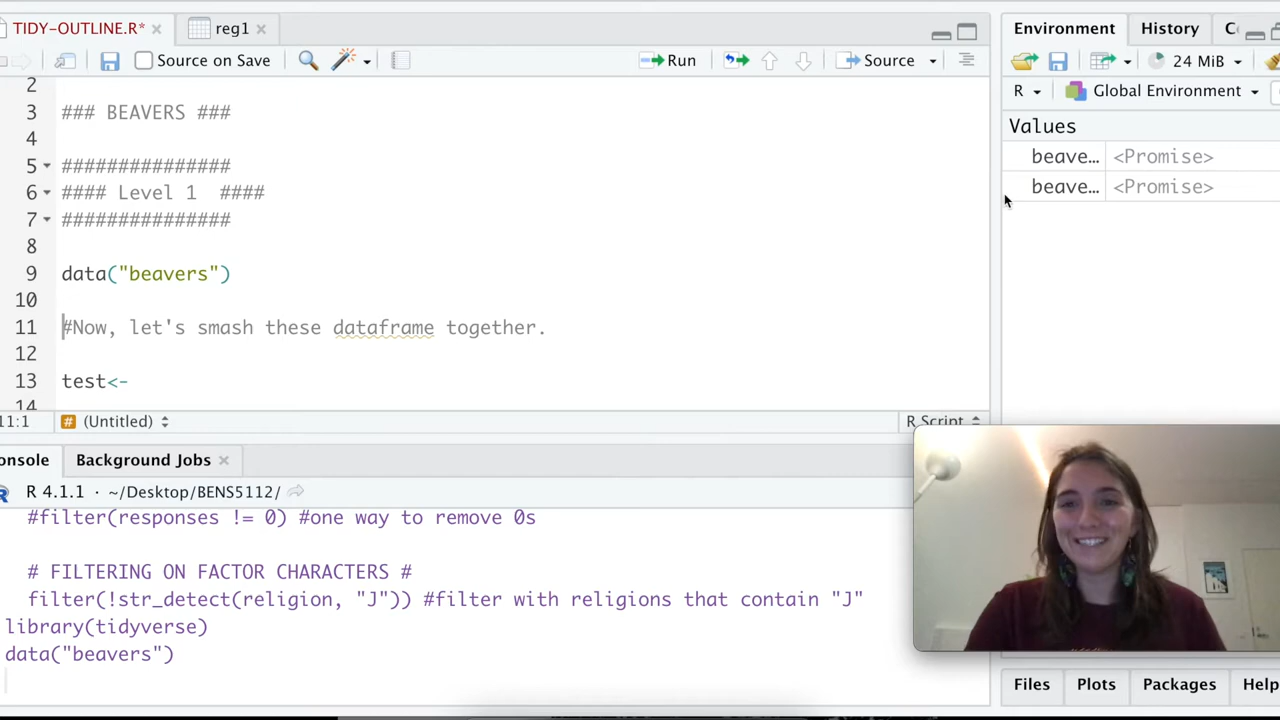 TIDY-OUTLINE.R*
reg1
Environment
History
Source on Save
Run
Source
24 MiB
R
Global Environment
2
3 ### BEAVERS ###
4
5 ###############
6 #### Level 1  ####
7 ###############
8
9 data("beavers")
10
11 #Now, let's smash these dataframe together.
12
13 test<-
14
Values
beave... <Promise>
beave... <Promise>
11:1
(Untitled)
R Script
onsole
Background Jobs
R 4.1.1 · ~/Desktop/BENS5112/
#filter(responses != 0) #one way to remove 0s
# FILTERING ON FACTOR CHARACTERS #
filter(!str_detect(religion, "J")) #filter with religions that contain "J"
library(tidyverse)
data("beavers")
Files
Plots
Packages
Help